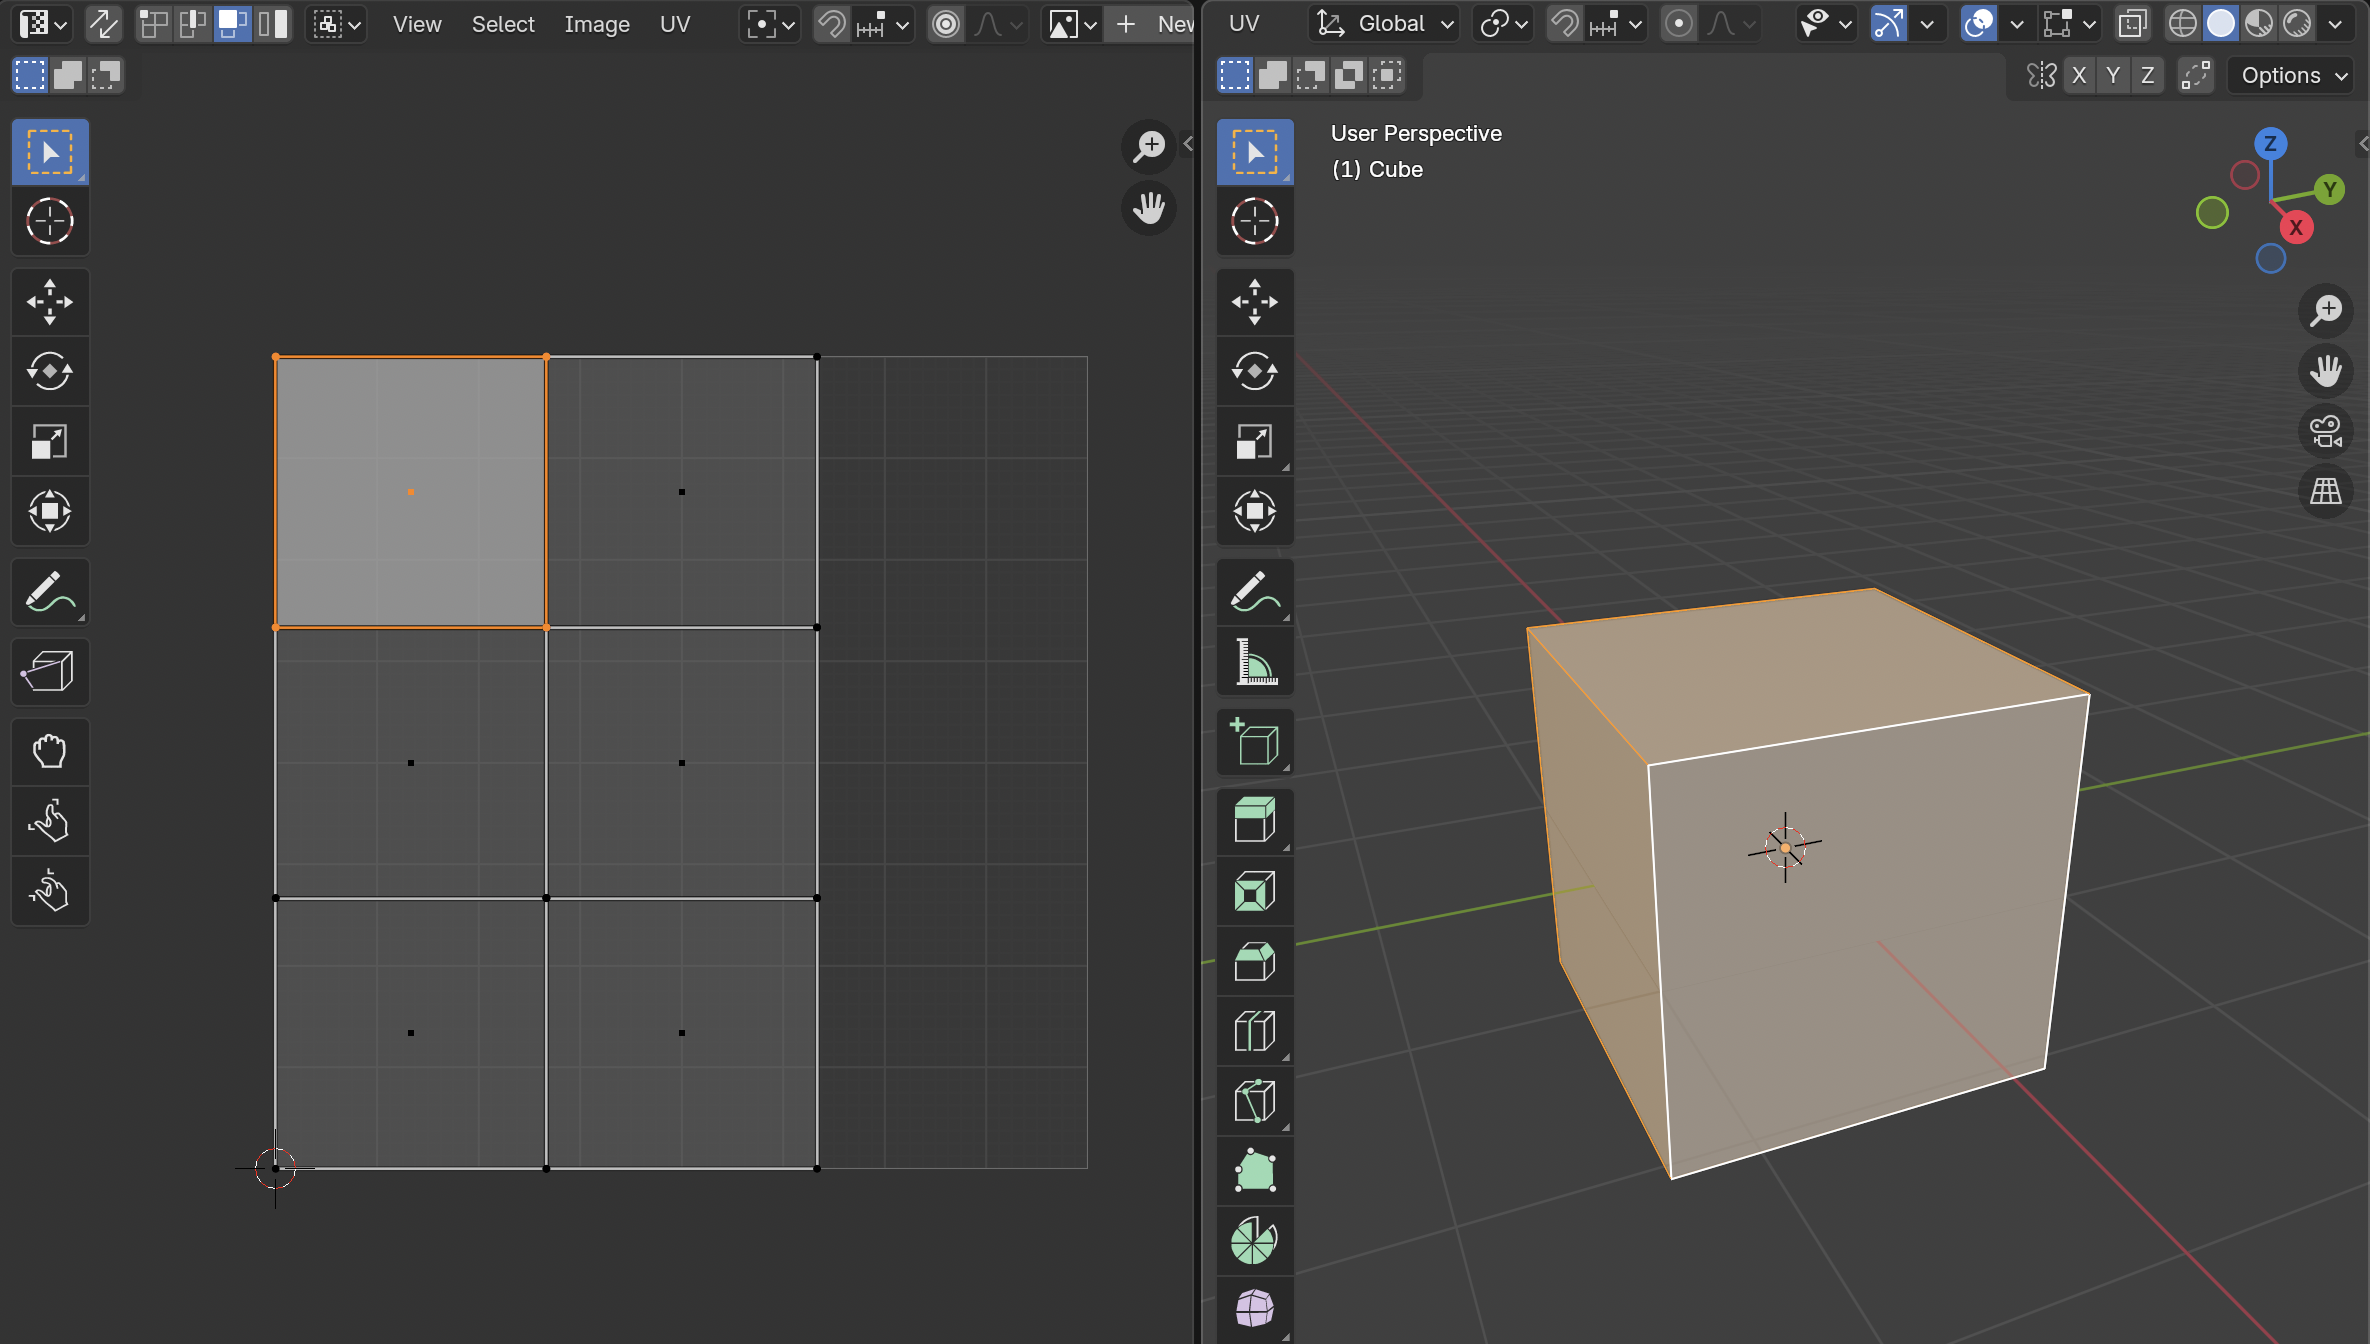 View Select Image UV New
UV Global
X Y Z Options
User Perspective
(1) Cube
Z
Y
X